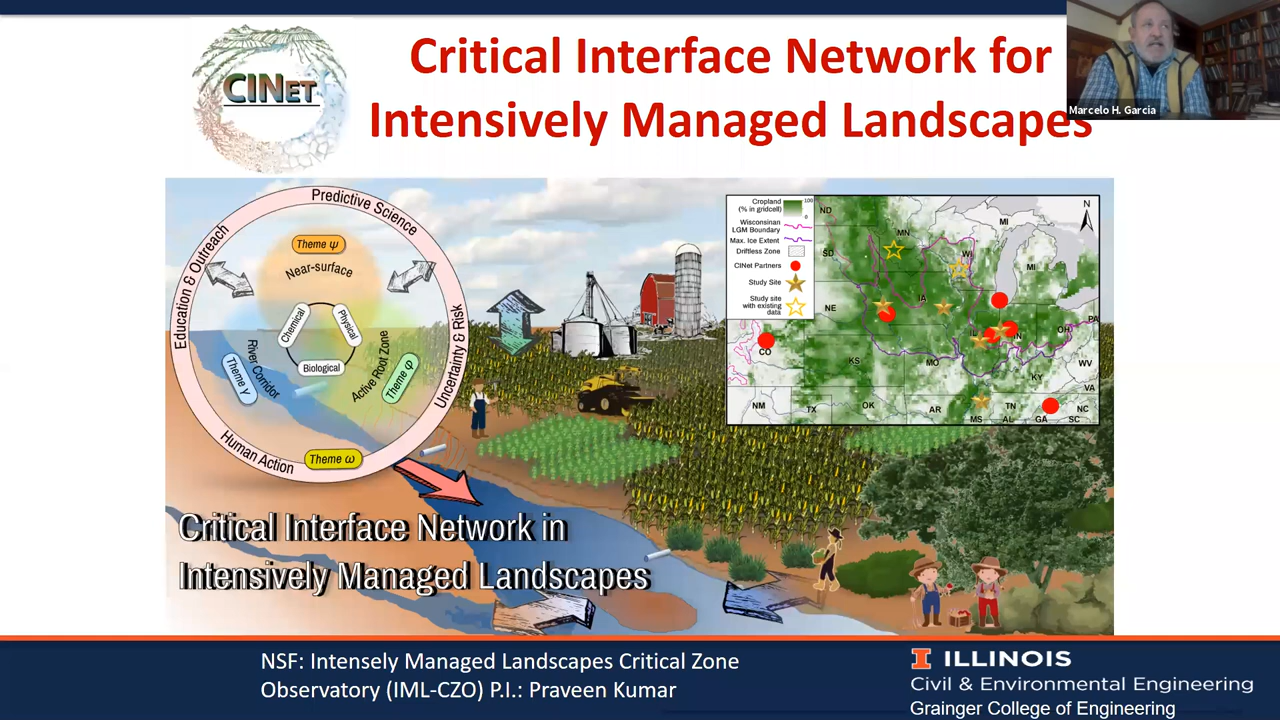 CINET
Critical Interface Network for
Intensively Managed Landscapes
Marcelo H. Garcia
Predictive Science
Education & Outreach
Uncertainty & Risk
Human Action
Theme ψ
Near-surface
Chemical
Physical
Biological
River Corridor
Theme γ
Active Root Zone
Theme φ
Theme ω
Cropland
(% in gridcell)
100
0
Wisconsinan
LGM Boundary
Max. Ice Extent
Driftless Zone
CINet Partners
Study Site
Study site
with existing
data
N
ND
MN
MI
SD
WI
MI
NE
IA
IL
IN
OH
PA
CO
KS
MO
KY
WV
VA
NM
TX
OK
AR
TN
NC
MS
AL
GA
SC
Critical Interface Network in
Intensively Managed Landscapes
NSF: Intensely Managed Landscapes Critical Zone
Observatory (IML-CZO) P.I.: Praveen Kumar
I ILLINOIS
Civil & Environmental Engineering
Grainger College of Engineering